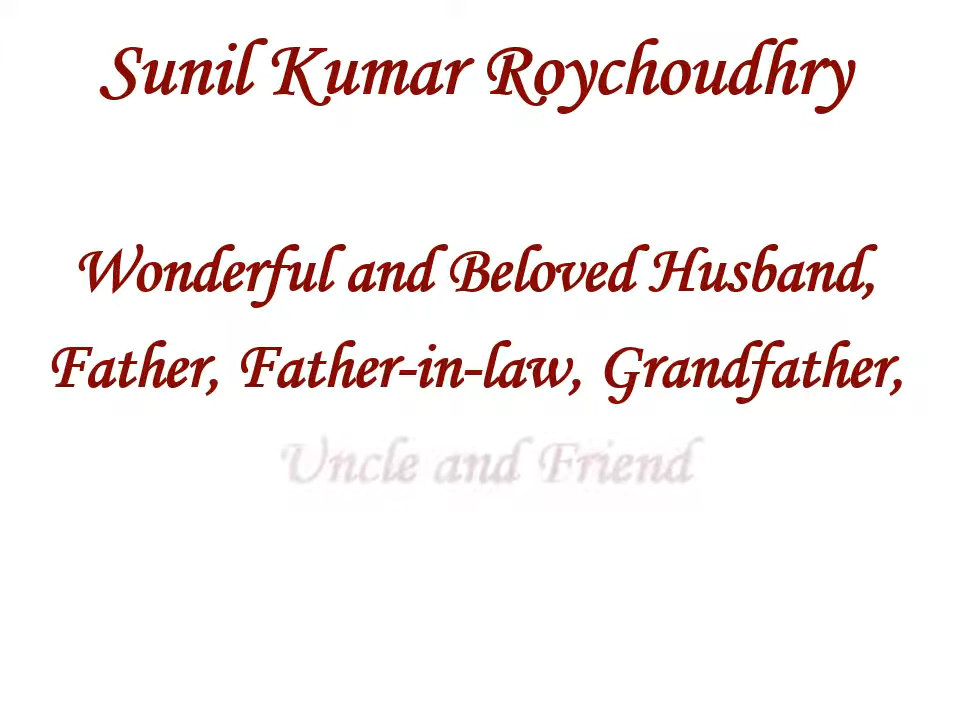 Sunil Kumar Roychoudhry
Wonderful and Beloved Husband,
Father, Father-in-law, Grandfather,
Uncle and Friend